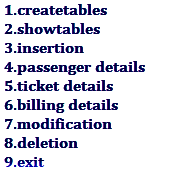 1.createtables
2.showtables
3.insertion
4.passenger details
5.ticket details
6.billing details
7.modification
8.deletion
9.exit